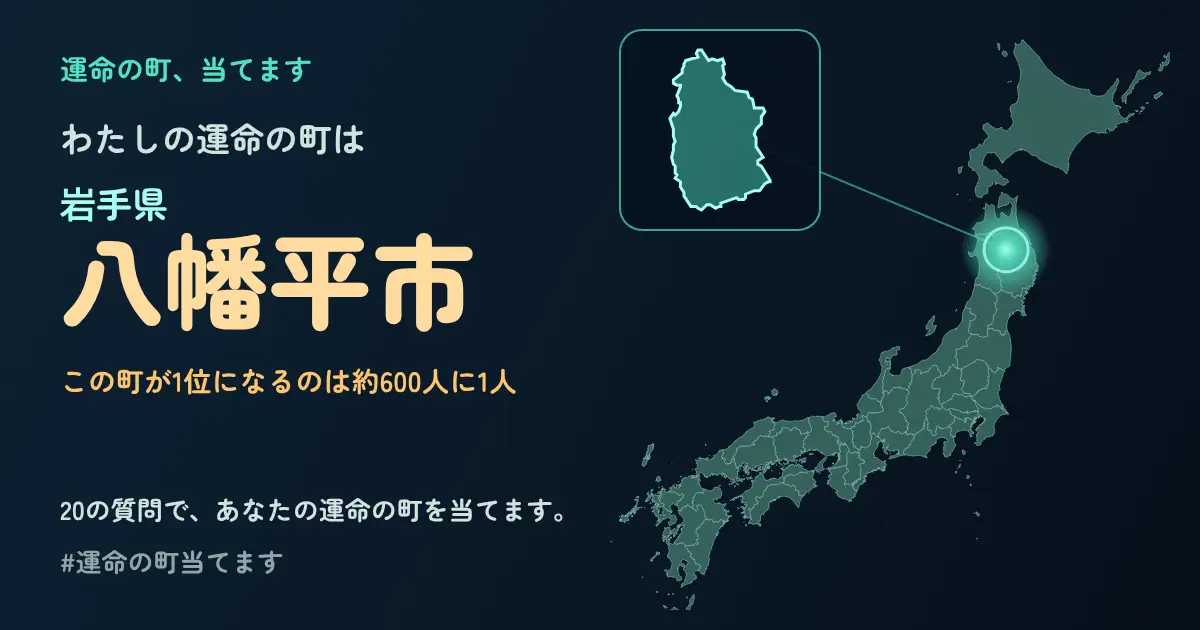 運命の町、当てます
わたしの運命の町は
岩手県
八幡平市
この町が1位になるのは約600人に1人
20の質問で、あなたの運命の町を当てます。
#運命の町当てます